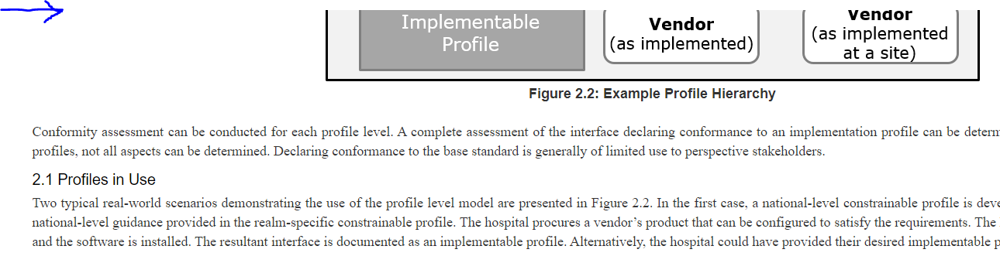 Implementable
Profile
Vendor
(as implemented)
Vendor
(as implemented
at a site)
Figure 2.2: Example Profile Hierarchy
Conformity assessment can be conducted for each profile level. A complete assessment of the interface declaring conformance to an implementation profile can be
profiles, not all aspects can be determined. Declaring conformance to the base standard is generally of limited use to perspective stakeholders.
2.1 Profiles in Use
Two typical real-world scenarios demonstrating the use of the profile level model are presented in Figure 2.2. In the first case, a national-level constrainable profile is
national-level guidance provided in the realm-specific constrainable profile. The hospital procures a vendor’s product that can be configured to satisfy the requirements. The
and the software is installed. The resultant interface is documented as an implementable profile. Alternatively, the hospital could have provided their desired implementable